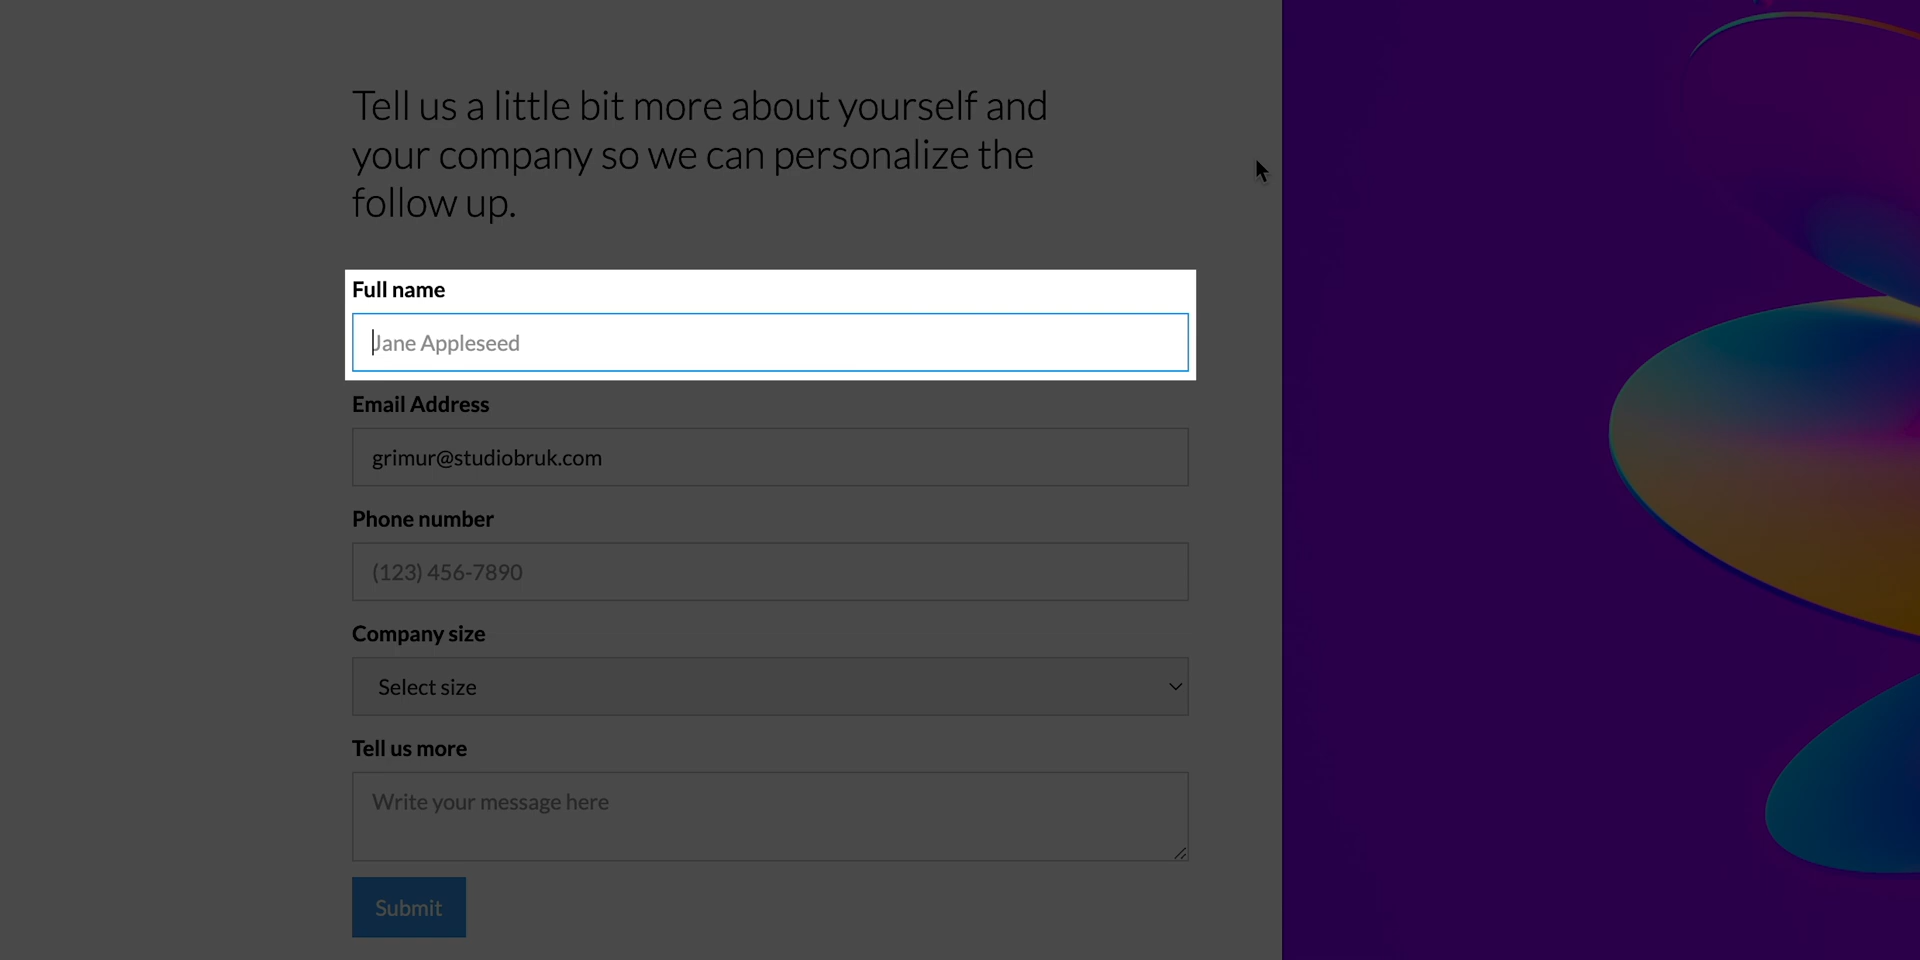 Tell us a little bit more about yourself and
your company so we can personalize the
follow up.
Full name
Jane Appleseed
Email Address
grimur@studiobruk.com
Phone number
(123) 456-7890
Company size
Select size
Tell us more
Write your message here
Submit